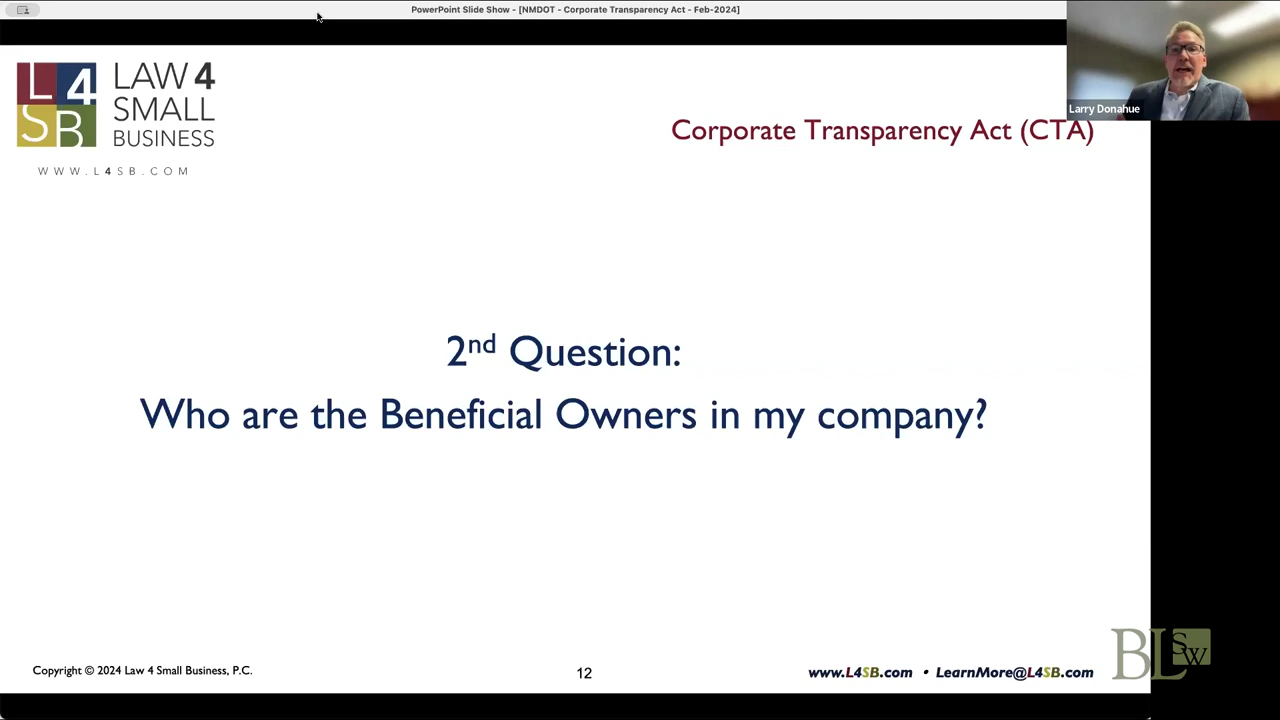 PowerPoint Slide Show - [NMDOT - Corporate Transparency Act - Feb-2024]
L4SB
LAW 4
SMALL
BUSINESS
WWW.L4SB.COM
Larry Donahue
Corporate Transparency Act (CTA)
2nd Question:
Who are the Beneficial Owners in my company?
Copyright © 2024 Law 4 Small Business, P.C.
12
www.L4SB.com • LearnMore@L4SB.com
BLSW